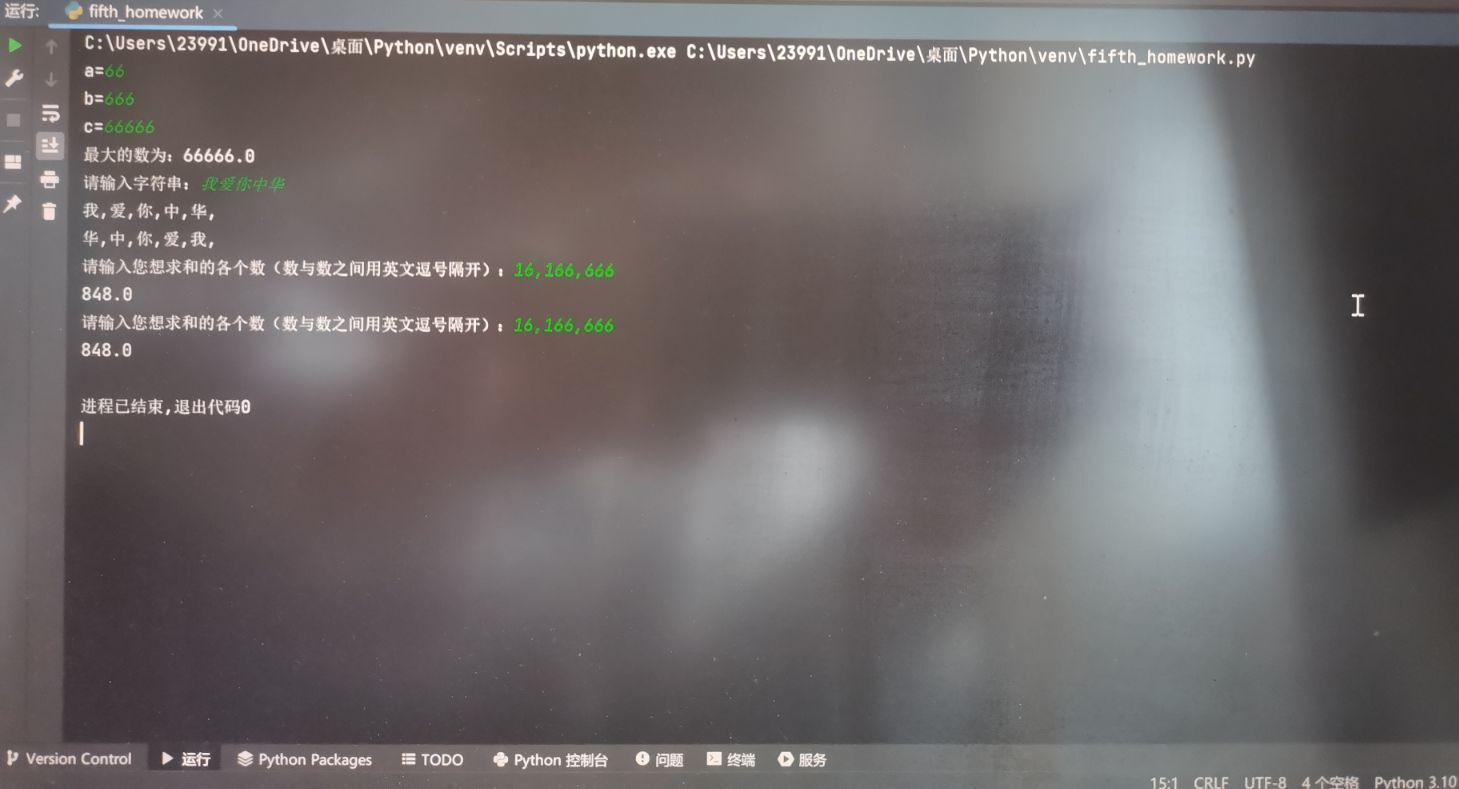 运行:
fifth_homework
C:\Users\23991\OneDrive\桌面\Python\venv\Scripts\python.exe C:\Users\23991\OneDrive\桌面\Python\venv\fifth_homework.py
a=66
b=666
c=66666
最大的数为：66666.0
请输入字符串：我爱你中华
我,爱,你,中,华,
华,中,你,爱,我,
请输入您想求和的各个数（数与数之间用英文逗号隔开）：16,166,666
848.0
请输入您想求和的各个数（数与数之间用英文逗号隔开）：16,166,666
848.0
进程已结束,退出代码0
Version Control 运行 Python Packages TODO Python 控制台 问题 终端 服务
15:1 CRLF UTF-8 4 个空格 Python 3.10